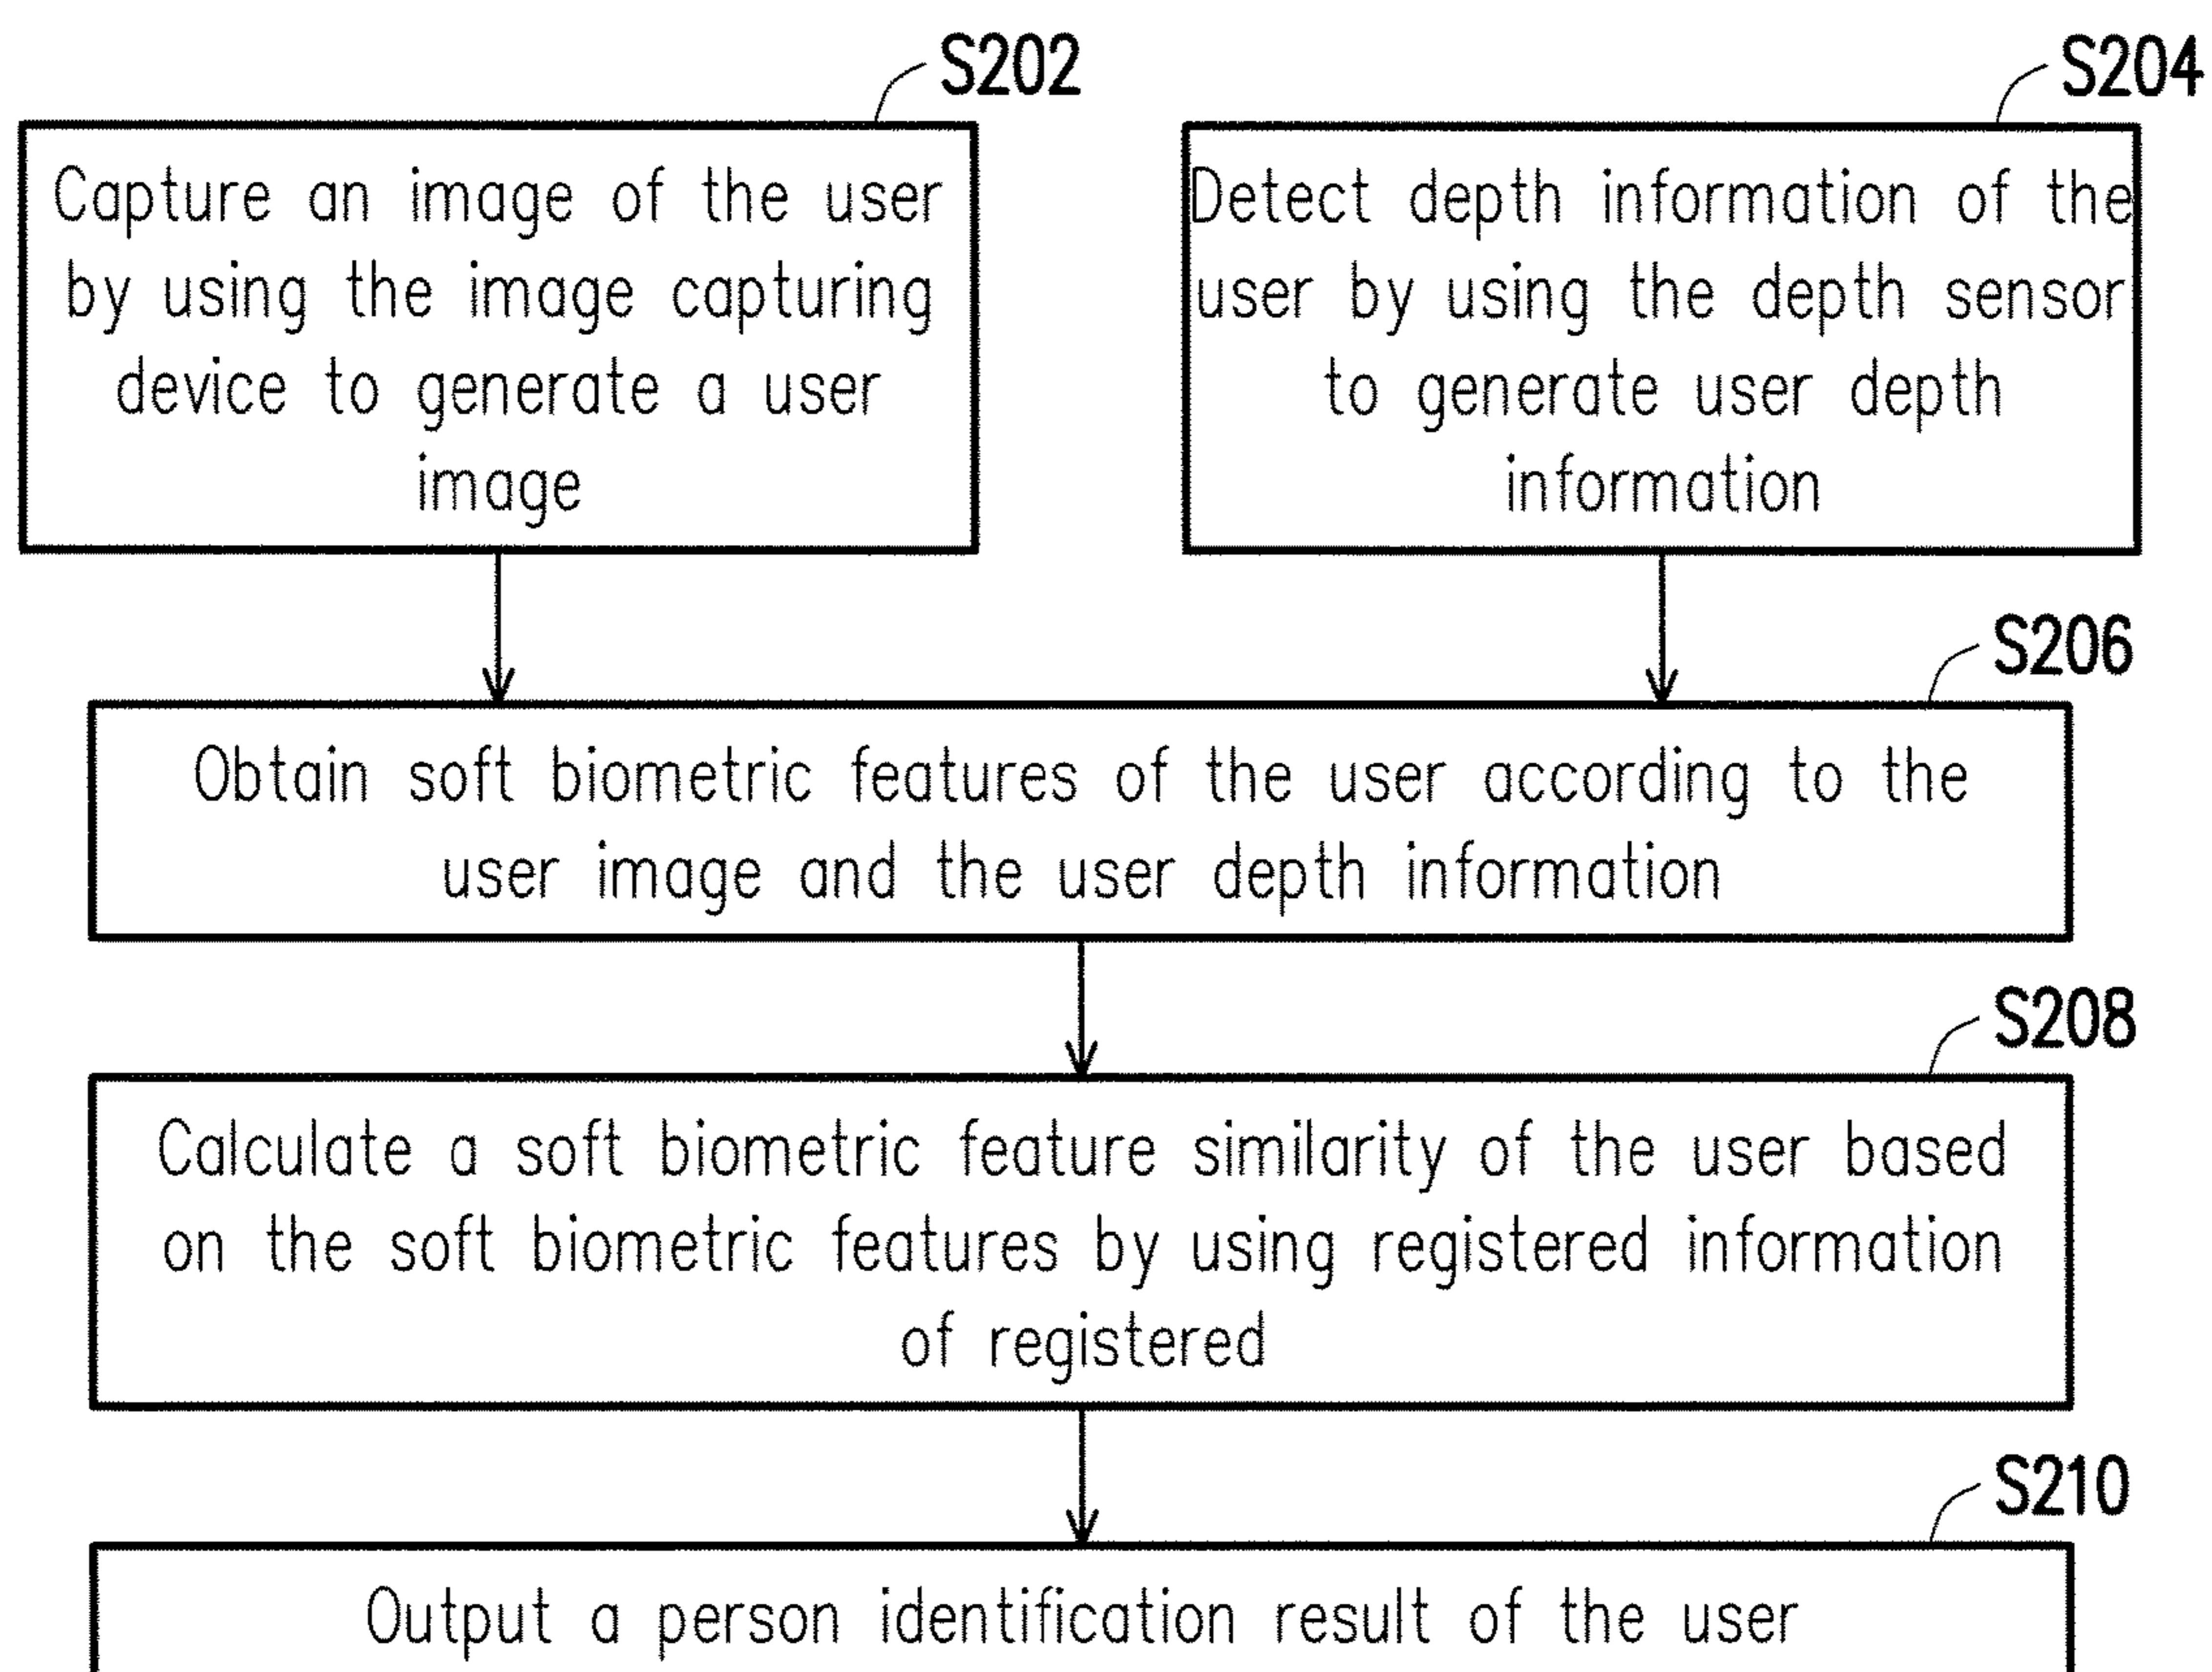 S202
Capture an image of the user
by using the image capturing
device to generate a user
image
S204
Detect depth information of the
user by using the depth sensor
to generate user depth
information
S206
Obtain soft biometric features of the user according to the
user image and the user depth information
S208
Calculate a soft biometric feature similarity of the user based
on the soft biometric features by using registered information
of registered
S210
Output a person identification result of the user